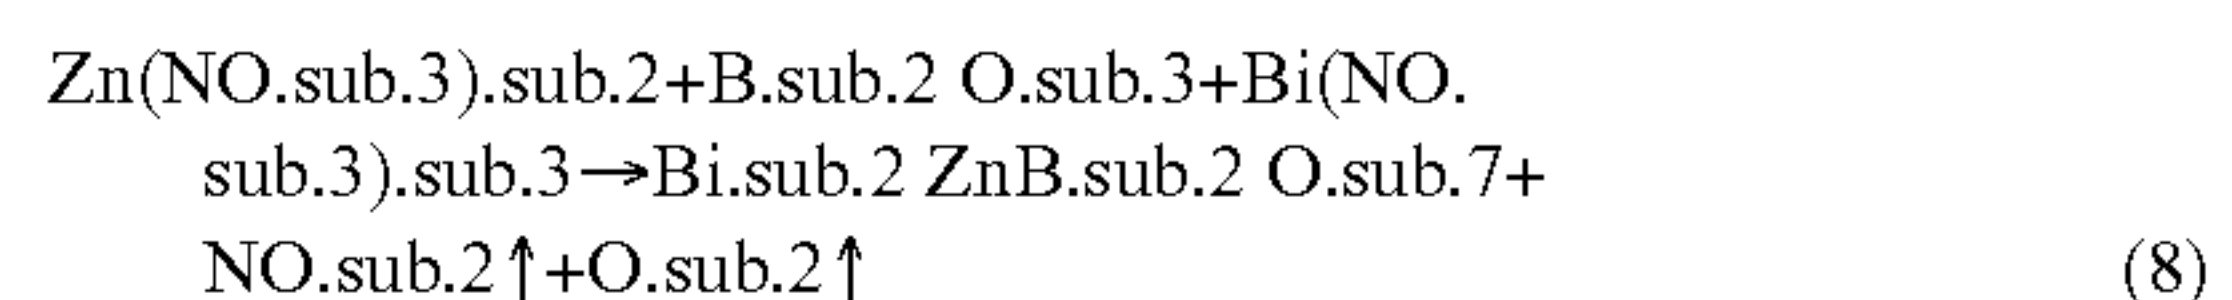 Zn(NO.sub.3).sub.2+B.sub.2 O.sub.3+Bi(NO.
sub.3).sub.3→Bi.sub.2 ZnB.sub.2 O.sub.7+
NO.sub.2↑+O.sub.2↑ (8)